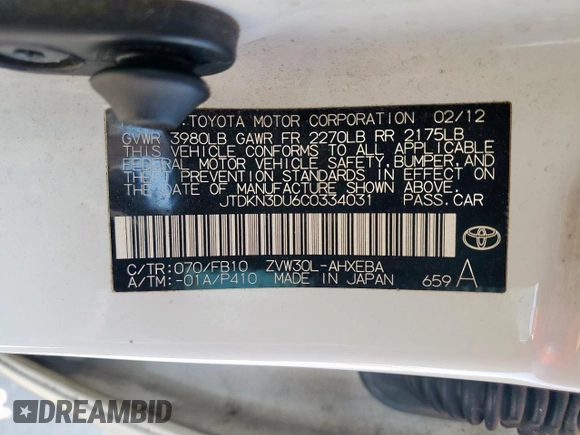 .TOYOTA MOTOR CORPORATION 02/12
GVWR 3980LB GAWR FR 2270LB RR 2175LB
THIS VEHICLE CONFORMS TO ALL APPLICABLE
FEDERAL MOTOR VEHICLE SAFETY, BUMPER, AND
THEFT PREVENTION STANDARDS IN EFFECT ON
THE DATE OF MANUFACTURE SHOWN ABOVE.
JTDKN3DU6C0334031 PASS.CAR
C/TR:070/FB10 ZVW30L-AHXEBA
A/TM:-01A/P410 MADE IN JAPAN 659 A
DREAMBID